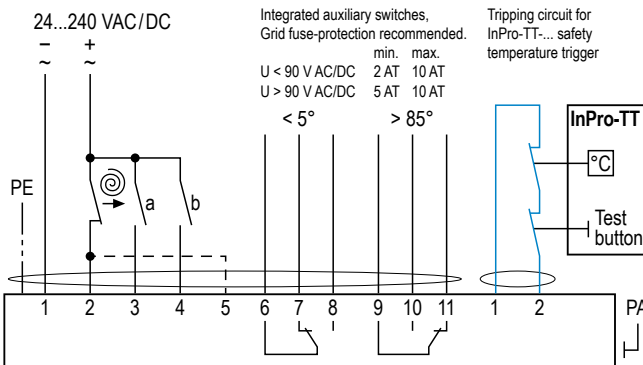 24...240 VAC/DC
– +
~ ~
Integrated auxiliary switches,
Grid fuse-protection recommended.
min. max.
U < 90 V AC/DC 2 AT 10 AT
U > 90 V AC/DC 5 AT 10 AT
< 5° > 85°
Tripping circuit for
InPro-TT-... safety
temperature trigger
InPro-TT
°C
Test
button
PE
a
b
1 2 3 4 5 6 7 8 9 10 11 1 2
PA